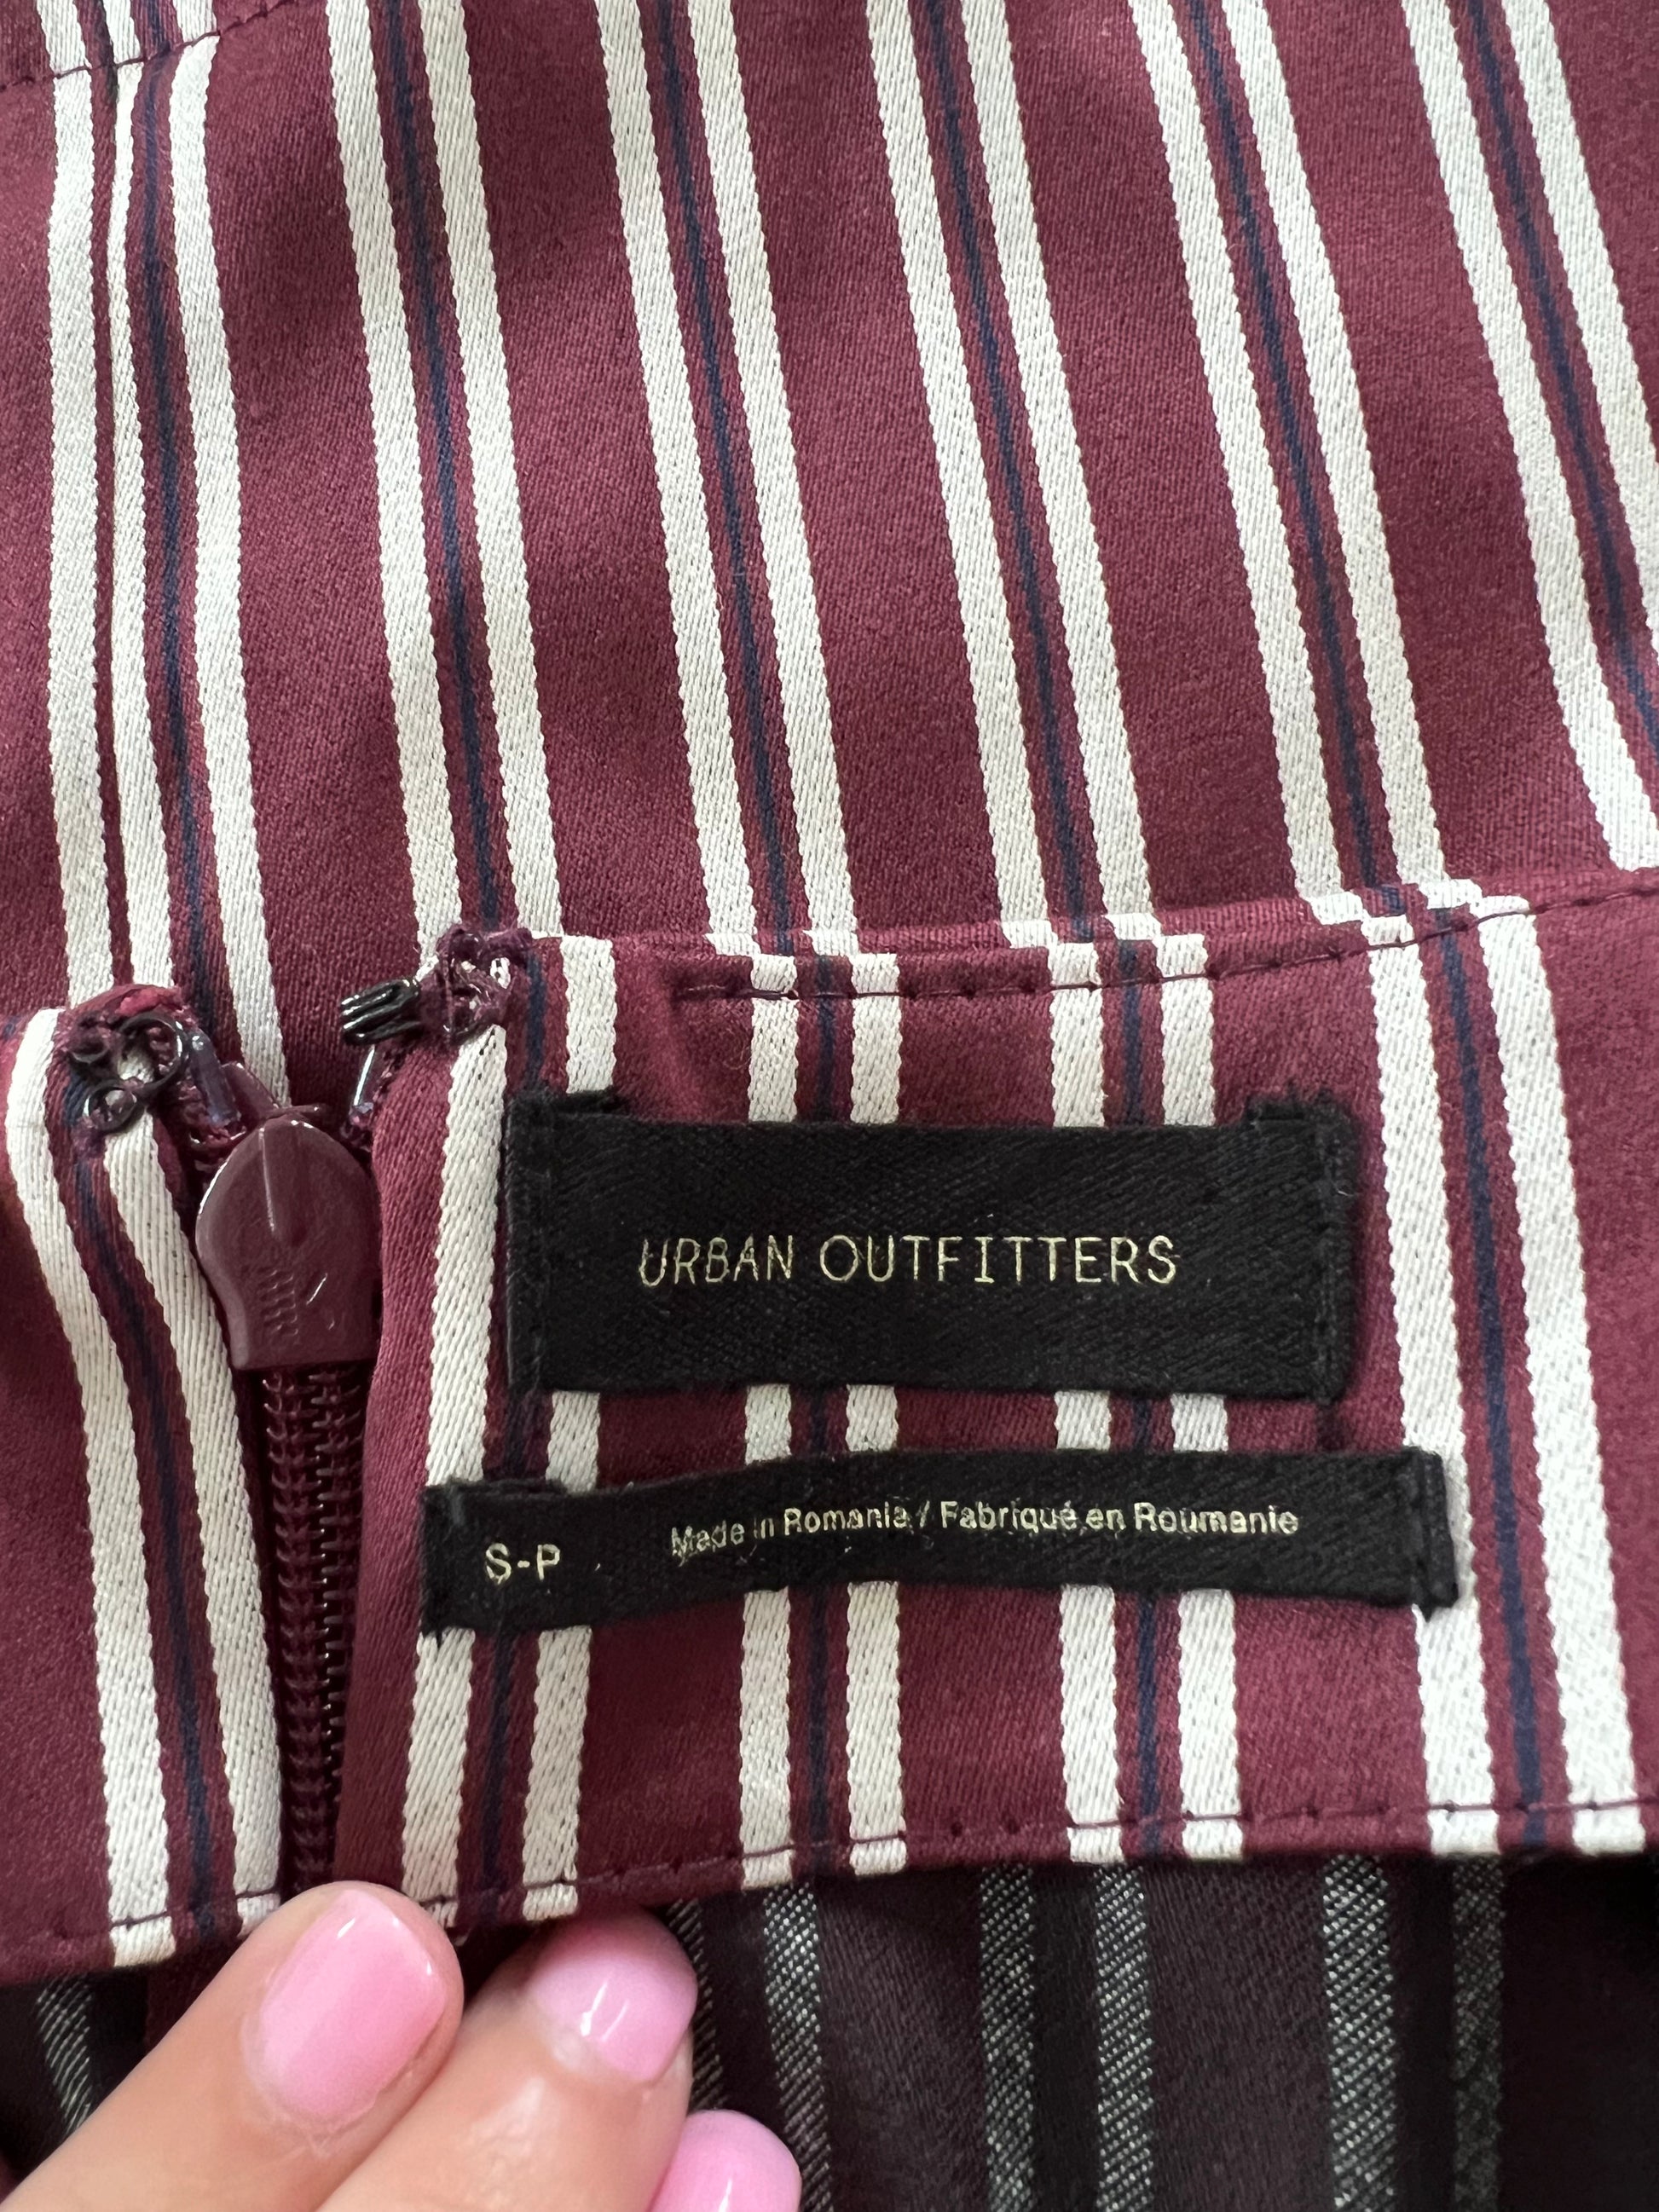 URBAN OUTFITTERS
S-P
Made in Romania / Fabriqué en Roumanie